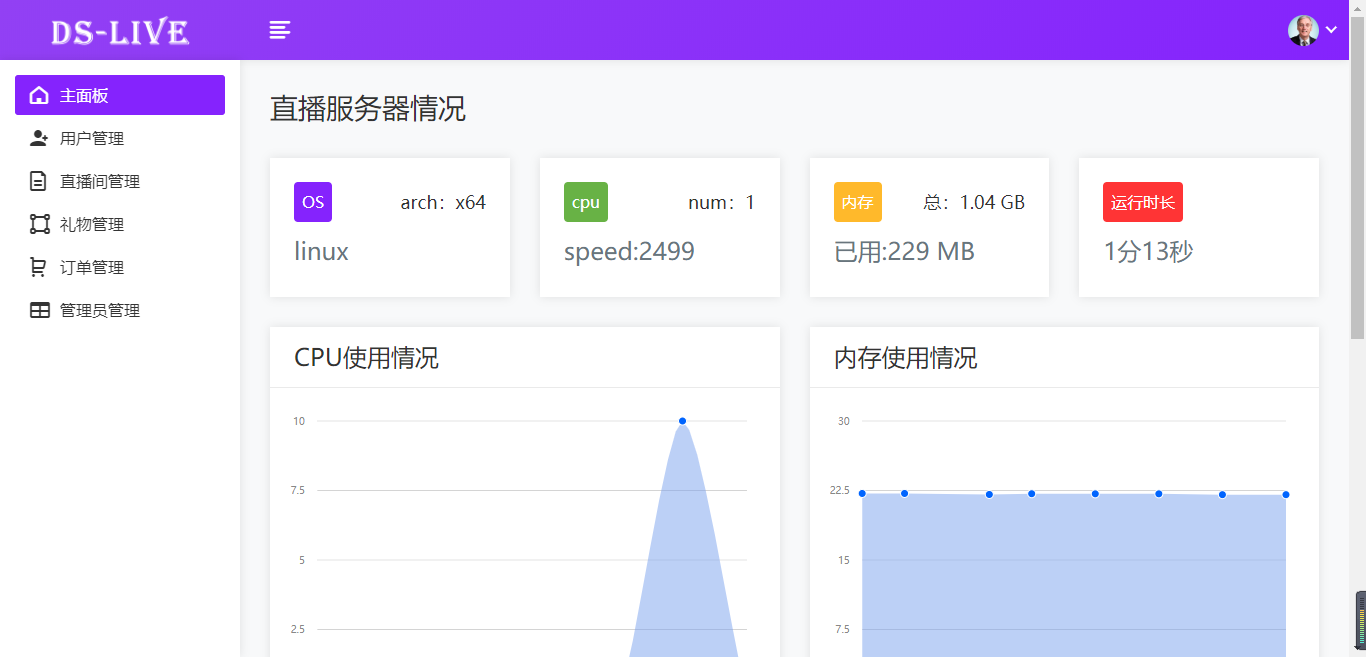 DS-LIVE
主面板
用户管理
直播间管理
礼物管理
订单管理
管理员管理
直播服务器情况
OS
arch：x64
linux
cpu
num：1
speed:2499
内存
总：1.04 GB
已用:229 MB
运行时长
1分13秒
CPU使用情况
10
7.5
5
2.5
内存使用情况
30
22.5
15
7.5